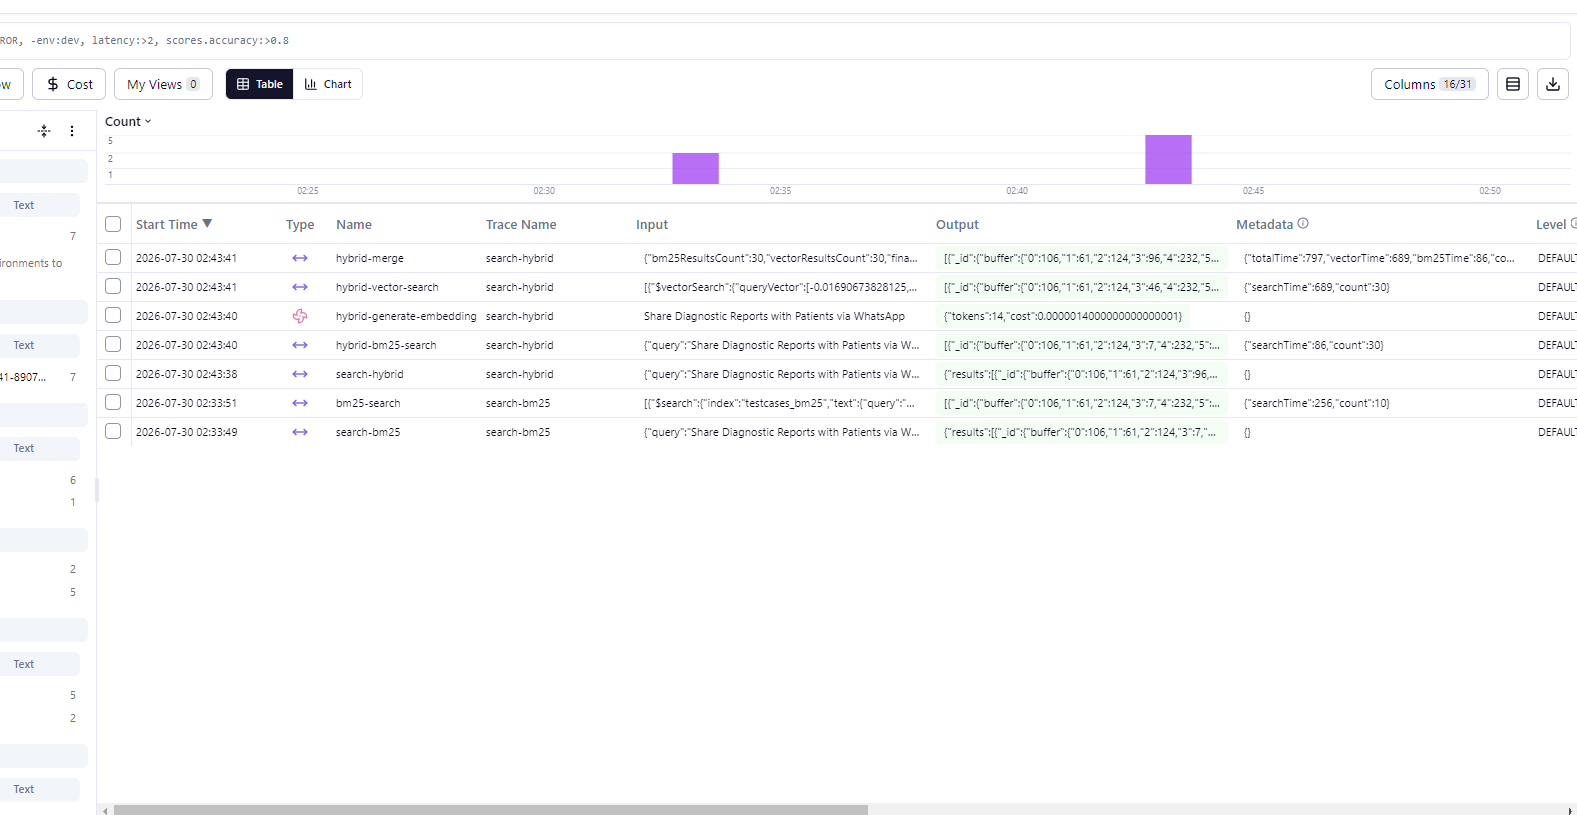 ROR, -env:dev, latency:>2, scores.accuracy:>0.8
ow Cost My Views 0 Table Chart Columns 16/31
Count
5
2
1
02:25 02:30 02:35 02:40 02:45 02:50
Text
7
ironments to
Text
41-8907... 7
Text
6
1
2
5
Text
5
2
Text
Start Time ▼ Type Name Trace Name Input Output Metadata Level
2026-07-30 02:43:41 hybrid-merge search-hybrid {"bm25ResultsCount":30,"vectorResultsCount":30,"fina... [{"_id":{"buffer":{"0":106,"1":61,"2":124,"3":96,"4":232,"5... {"totalTime":797,"vectorTime":689,"bm25Time":86,"co... DEFAULT
2026-07-30 02:43:41 hybrid-vector-search search-hybrid [{"$vectorSearch":{"queryVector":[-0.01690673828125,... [{"_id":{"buffer":{"0":106,"1":61,"2":124,"3":46,"4":232,"5... {"searchTime":689,"count":30} DEFAULT
2026-07-30 02:43:40 hybrid-generate-embedding search-hybrid Share Diagnostic Reports with Patients via WhatsApp {"tokens":14,"cost":0.0000014000000000000001} {} DEFAULT
2026-07-30 02:43:40 hybrid-bm25-search search-hybrid {"query":"Share Diagnostic Reports with Patients via W... [{"_id":{"buffer":{"0":106,"1":61,"2":124,"3":7,"4":232,"5":... {"searchTime":86,"count":30} DEFAULT
2026-07-30 02:43:38 search-hybrid search-hybrid {"query":"Share Diagnostic Reports with Patients via W... {"results":[{"_id":{"buffer":{"0":106,"1":61,"2":124,"3":96,... {} DEFAULT
2026-07-30 02:33:51 bm25-search search-bm25 [{"$search":{"index":"testcases_bm25","text":{"query":"... [{"_id":{"buffer":{"0":106,"1":61,"2":124,"3":7,"4":232,"5":... {"searchTime":256,"count":10} DEFAULT
2026-07-30 02:33:49 search-bm25 search-bm25 {"query":"Share Diagnostic Reports with Patients via W... {"results":[{"_id":{"buffer":{"0":106,"1":61,"2":124,"3":7,"... {} DEFAULT